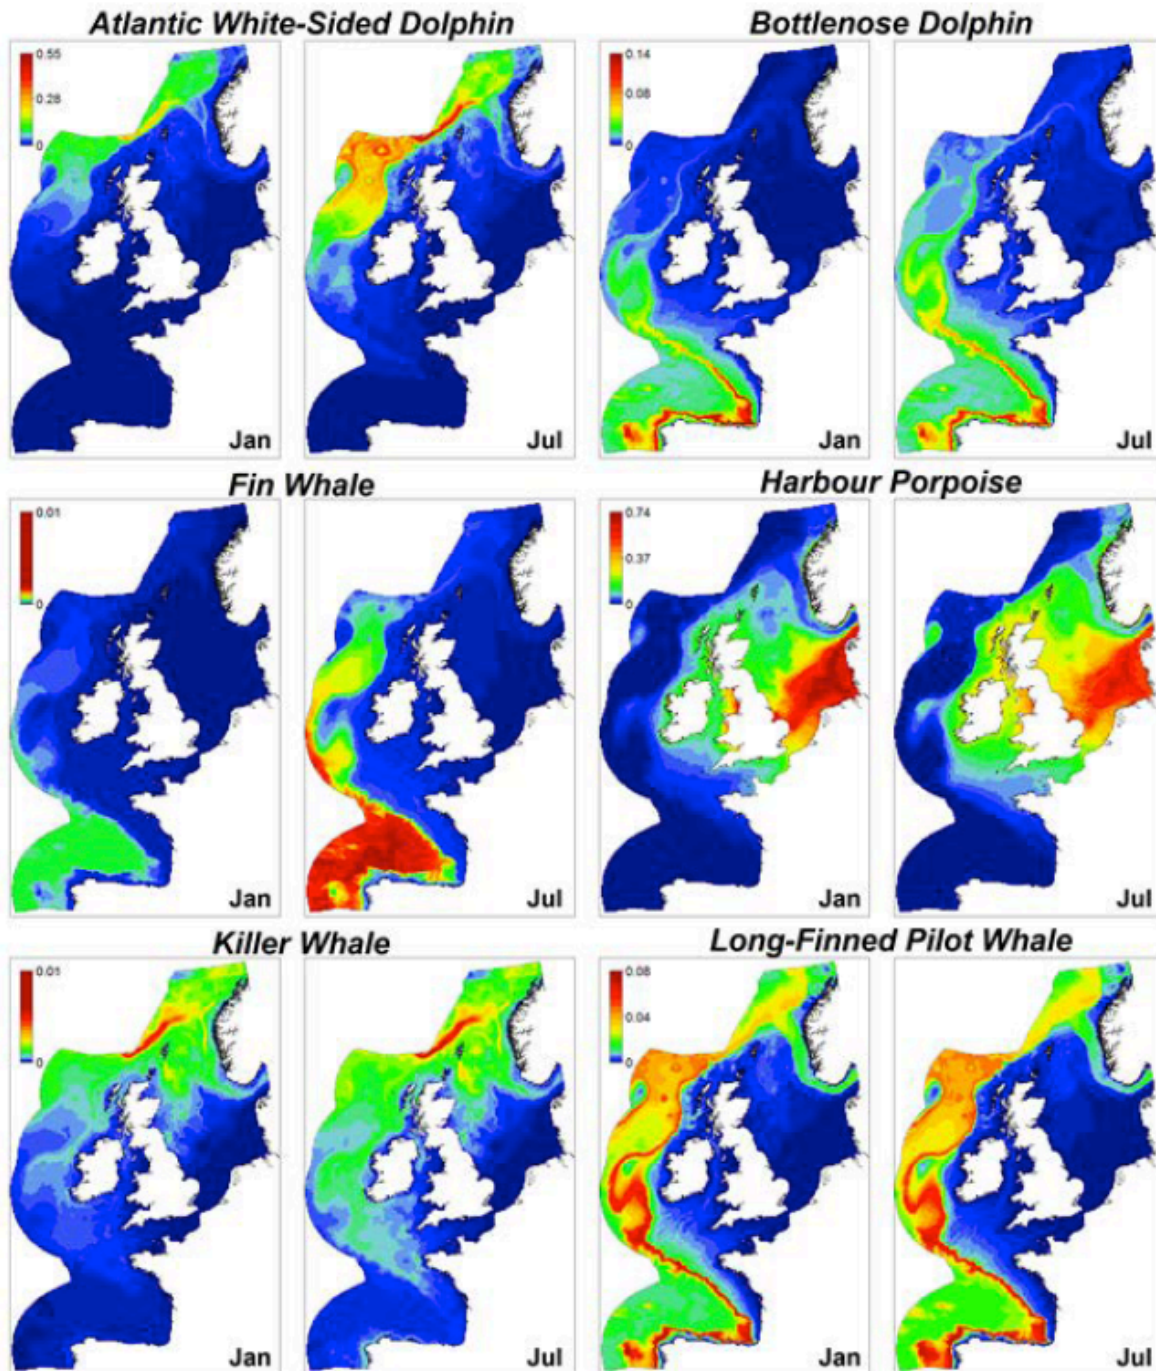 Atlantic White-Sided Dolphin
Bottlenose Dolphin
0.55
0.28
0
Jan
Jul
0.14
0.08
0
Jan
Jul
Fin Whale
Harbour Porpoise
0.01
0
Jan
Jul
0.74
0.37
0
Jan
Jul
Killer Whale
Long-Finned Pilot Whale
0.01
0
Jan
Jul
0.08
0.04
0
Jan
Jul